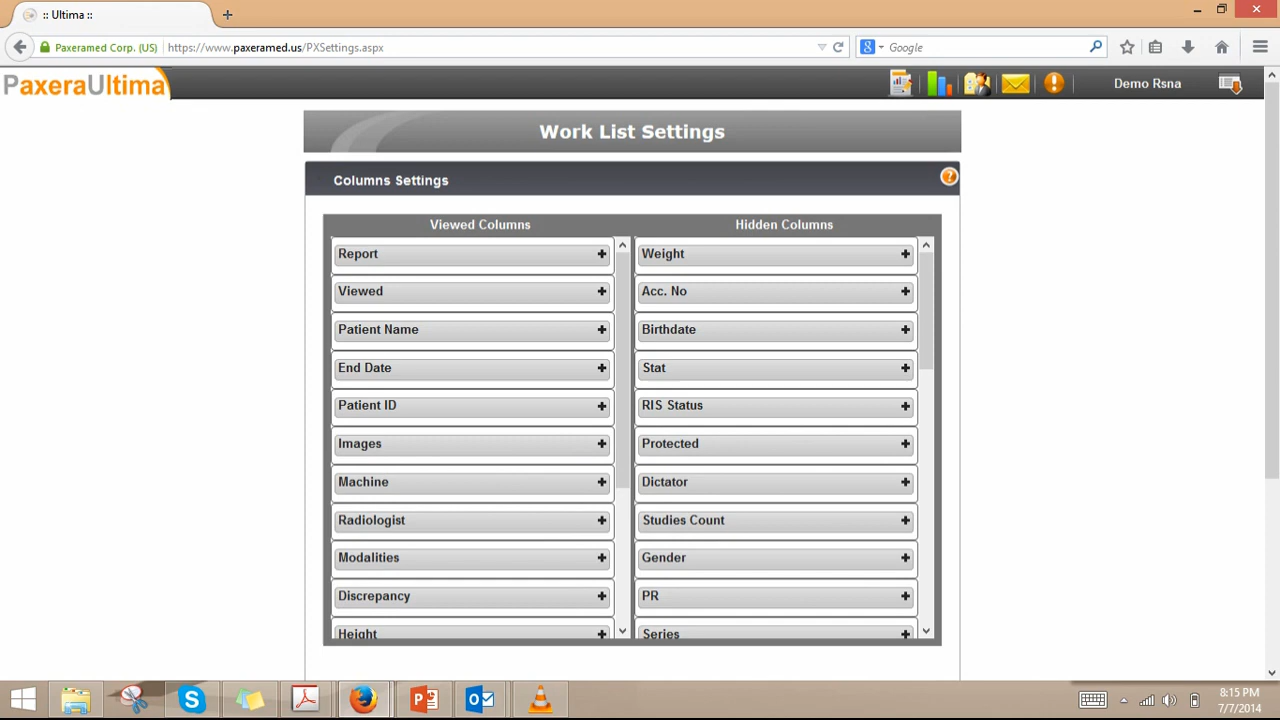 :: Ultima ::
Paxeramed Corp. (US)
https://www.paxeramed.us/PXSettings.aspx
Google
PaxeraUltima
Demo Rsna
Work List Settings
Columns Settings
Viewed Columns
Hidden Columns
Report
Weight
Viewed
Acc. No
Patient Name
Birthdate
End Date
Stat
Patient ID
RIS Status
Images
Protected
Machine
Dictator
Radiologist
Studies Count
Modalities
Gender
Discrepancy
PR
Height
Series
8:15 PM
7/7/2014